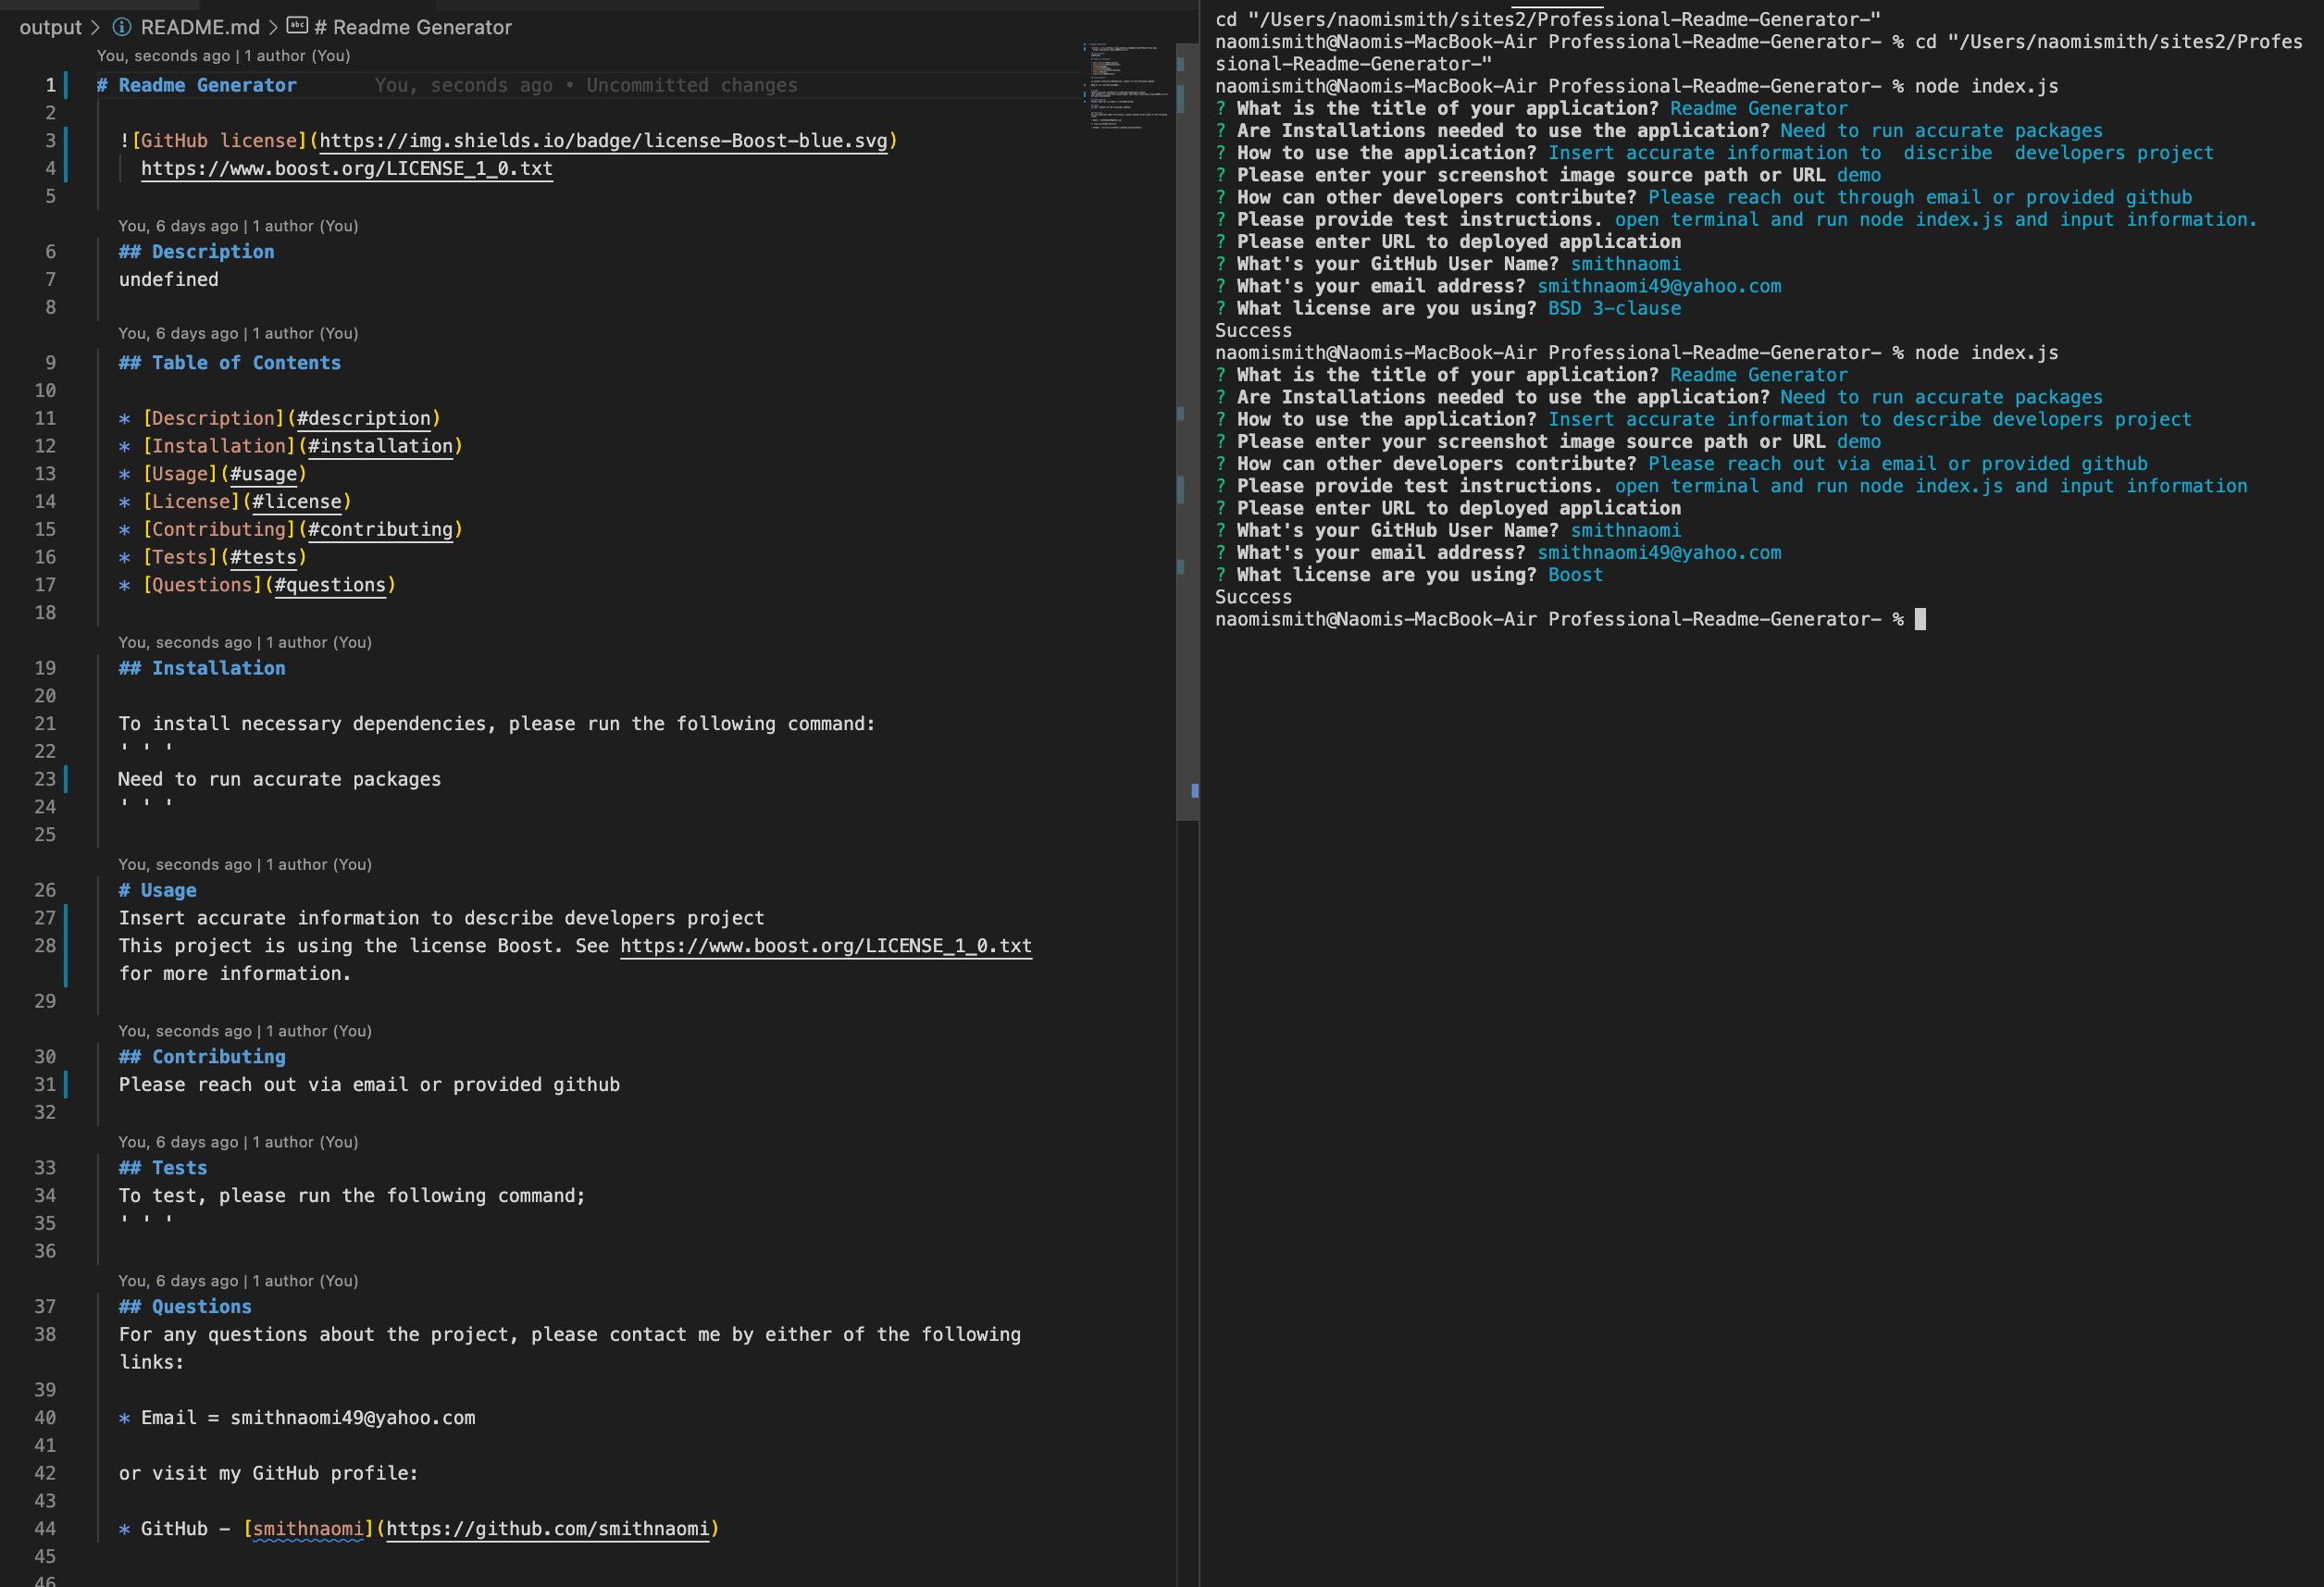 output > README.md > # Readme Generator
You, seconds ago | 1 author (You)
1 # Readme Generator You, seconds ago • Uncommitted changes
2
3 ![GitHub license](https://img.shields.io/badge/license-Boost-blue.svg)
4 https://www.boost.org/LICENSE_1_0.txt
5
You, 6 days ago | 1 author (You)
6 ## Description
7 undefined
8
You, 6 days ago | 1 author (You)
9 ## Table of Contents
10
11 * [Description](#description)
12 * [Installation](#installation)
13 * [Usage](#usage)
14 * [License](#license)
15 * [Contributing](#contributing)
16 * [Tests](#tests)
17 * [Questions](#questions)
18
You, seconds ago | 1 author (You)
19 ## Installation
20
21 To install necessary dependencies, please run the following command:
22 ' ' '
23 Need to run accurate packages
24 ' ' '
25
You, seconds ago | 1 author (You)
26 # Usage
27 Insert accurate information to describe developers project
28 This project is using the license Boost. See https://www.boost.org/LICENSE_1_0.txt
for more information.
29
You, seconds ago | 1 author (You)
30 ## Contributing
31 Please reach out via email or provided github
32
You, 6 days ago | 1 author (You)
33 ## Tests
34 To test, please run the following command;
35 ' ' '
36
You, 6 days ago | 1 author (You)
37 ## Questions
38 For any questions about the project, please contact me by either of the following
links:
39
40 * Email = smithnaomi49@yahoo.com
41
42 or visit my GitHub profile:
43
44 * GitHub - [smithnaomi](https://github.com/smithnaomi)
45
46
cd "/Users/naomismith/sites2/Professional-Readme-Generator-"
naomismith@Naomis-MacBook-Air Professional-Readme-Generator- % cd "/Users/naomismith/sites2/Profes
sional-Readme-Generator-"
naomismith@Naomis-MacBook-Air Professional-Readme-Generator- % node index.js
? What is the title of your application? Readme Generator
? Are Installations needed to use the application? Need to run accurate packages
? How to use the application? Insert accurate information to  discribe  developers project
? Please enter your screenshot image source path or URL demo
? How can other developers contribute? Please reach out through email or provided github
? Please provide test instructions. open terminal and run node index.js and input information.
? Please enter URL to deployed application
? What's your GitHub User Name? smithnaomi
? What's your email address? smithnaomi49@yahoo.com
? What license are you using? BSD 3-clause
Success
naomismith@Naomis-MacBook-Air Professional-Readme-Generator- % node index.js
? What is the title of your application? Readme Generator
? Are Installations needed to use the application? Need to run accurate packages
? How to use the application? Insert accurate information to describe developers project
? Please enter your screenshot image source path or URL demo
? How can other developers contribute? Please reach out via email or provided github
? Please provide test instructions. open terminal and run node index.js and input information
? Please enter URL to deployed application
? What's your GitHub User Name? smithnaomi
? What's your email address? smithnaomi49@yahoo.com
? What license are you using? Boost
Success
naomismith@Naomis-MacBook-Air Professional-Readme-Generator- %